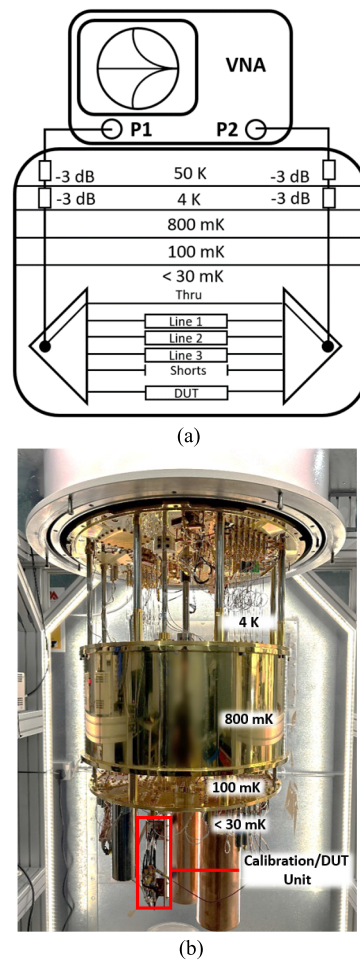 VNA
P1 P2
-3 dB 50 K -3 dB
-3 dB 4 K -3 dB
800 mK
100 mK
< 30 mK
Thru
Line 1
Line 2
Line 3
Shorts
DUT
(a)
4 K
800 mK
100 mK
< 30 mK
Calibration/DUT
Unit
(b)